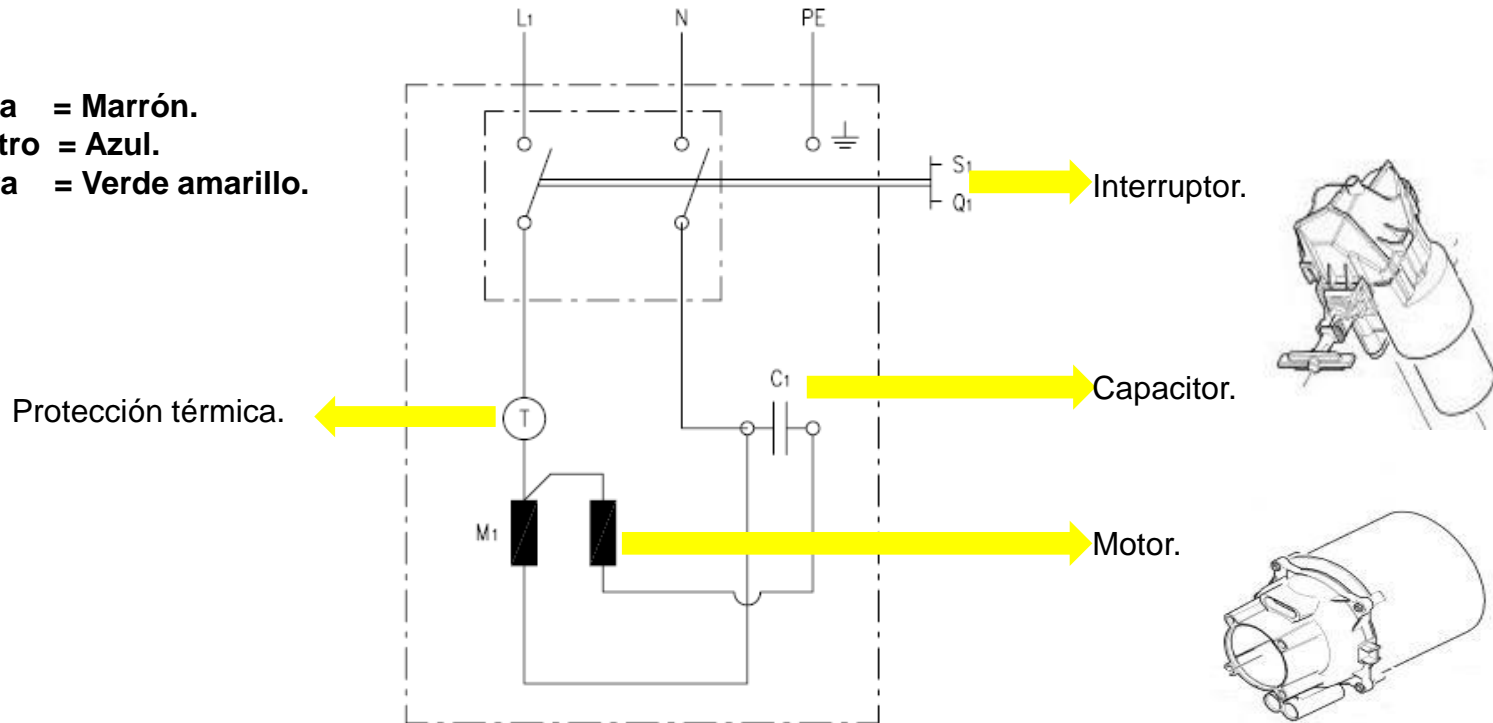 L1 N PE
a = Marrón.
tro = Azul.
a = Verde amarillo.
S1
Q1
Interruptor.
C1
Capacitor.
Protección térmica.
T
M1
Motor.